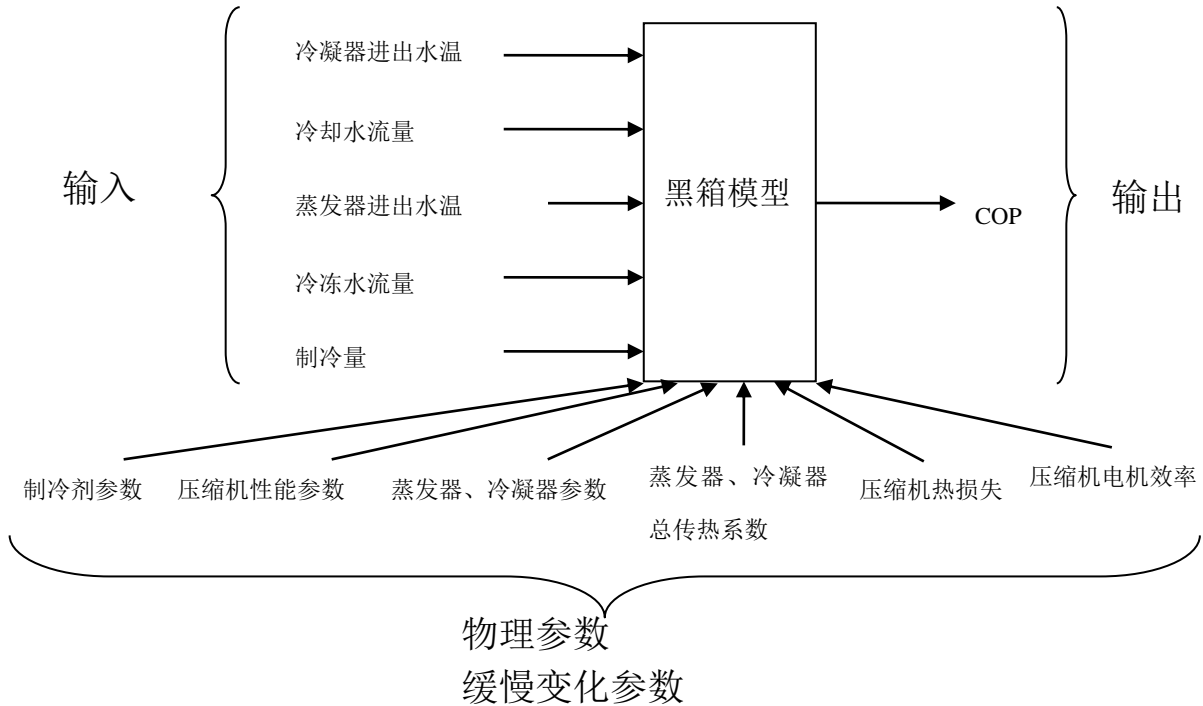 冷凝器进出水温
冷却水流量
输入
蒸发器进出水温
黑箱模型
COP
输出
冷冻水流量
制冷量
制冷剂参数
压缩机性能参数
蒸发器、冷凝器参数
蒸发器、冷凝器
总传热系数
压缩机热损失
压缩机电机效率
物理参数
缓慢变化参数